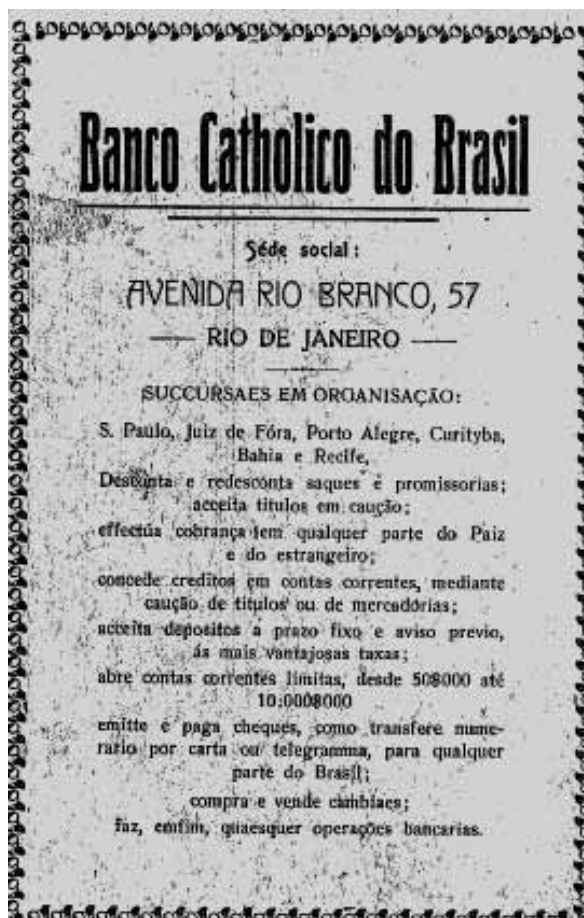 Banco Catholico do Brasil
Séde social:
AVENIDA RIO BRANCO, 57
RIO DE JANEIRO
SUCCURSAES EM ORGANISAÇÃO:
S. Paulo, Juiz de Fóra, Porto Alegre, Curityba,
Bahia e Recife,
Desconta e redesconta saques e promissorias;
acceita titulos em caução;
effectúa cobrança em qualquer parte do Paiz
e do estrangeiro;
concede creditos em contas correntes, mediante
caução de titulos ou de mercadorias;
acceita depositos a prazo fixo e aviso previo,
ás mais vantajosas taxas;
abre contas correntes limitas, desde 50$000 até
10:000$000
emitte e paga cheques, como transfere nume-
rario por carta ou telegramma, para qualquer
parte do Brasil;
compra e vende cambiaes;
faz, emfim, quaesquer operações bancarias.